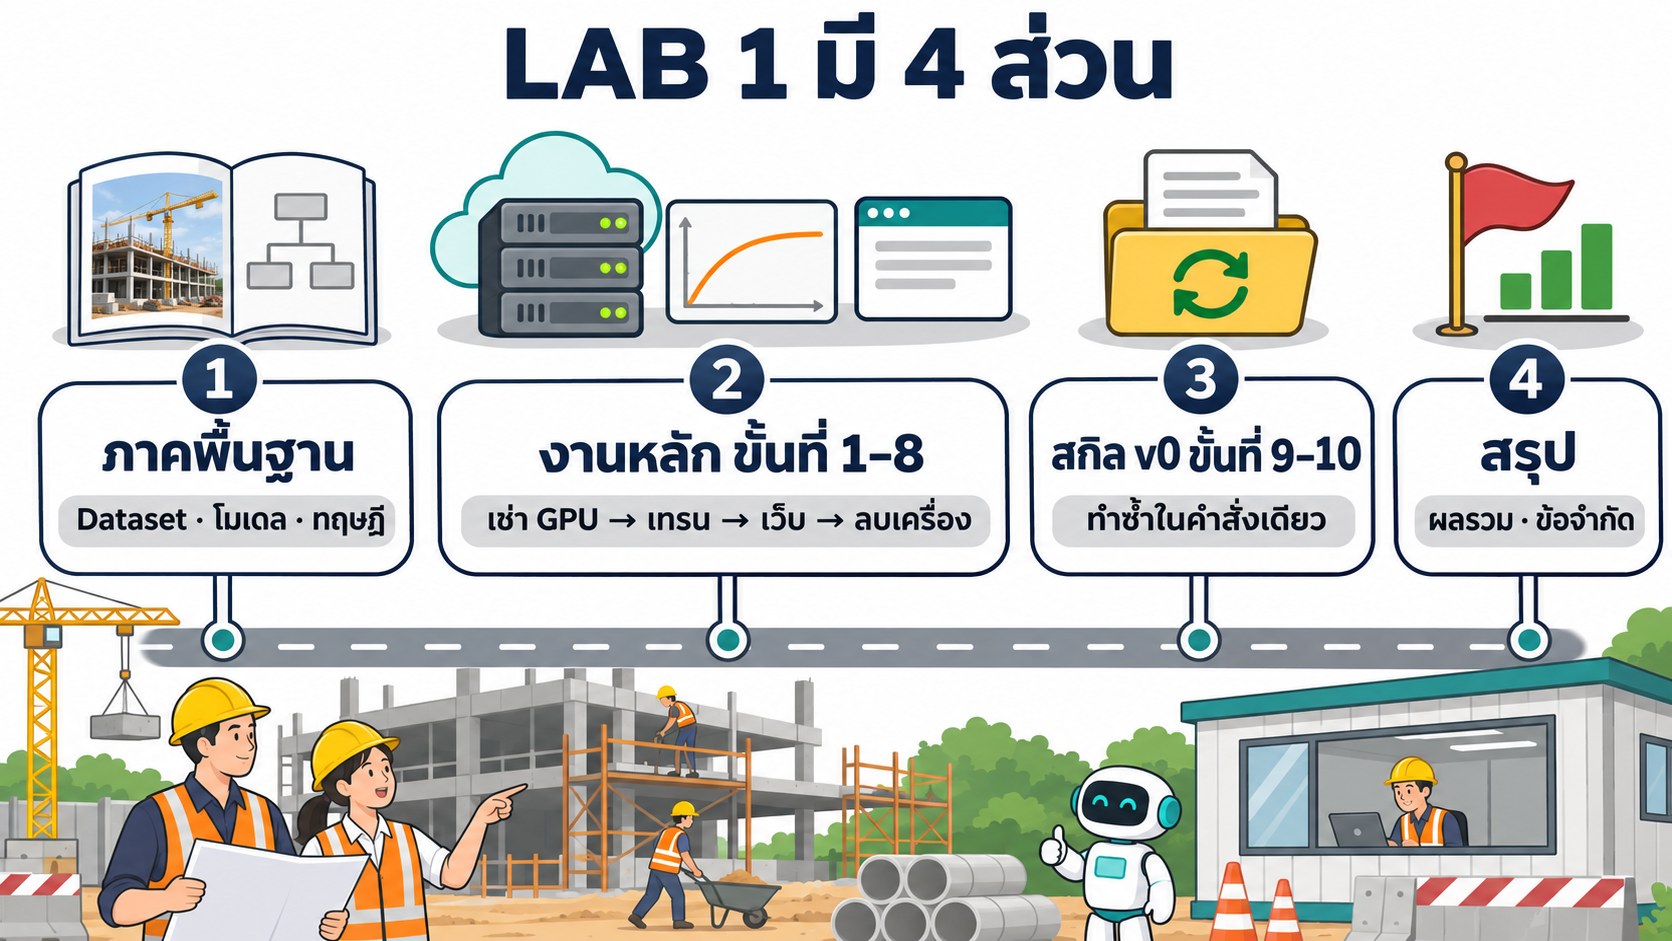 LAB 1 มี 4 ส่วน
1
ภาคพื้นฐาน
Dataset · โมเดล · ทฤษฎี
2
งานหลัก ขั้นที่ 1–8
เช่า GPU → เทรน → เว็บ → ลบเครื่อง
3
สกิล v0 ขั้นที่ 9–10
ทำซ้ำในคำสั่งเดียว
4
สรุป
ผลรวม · ข้อจำกัด